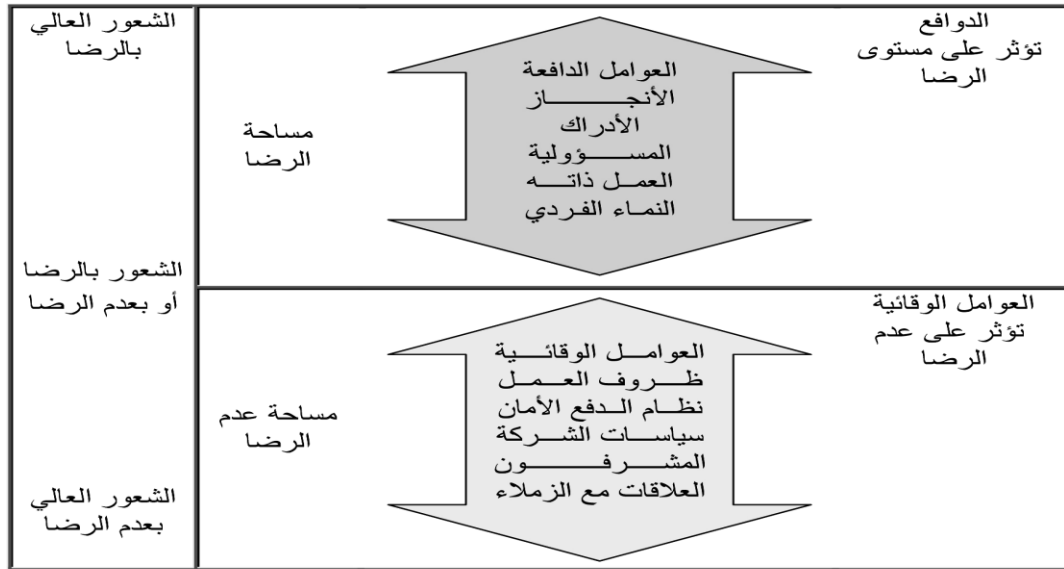 الدوافع
تؤثر على مستوى
الرضا
العوامل الدافعة
الأنجاز
الأدراك
المسؤولية
العمل ذاته
النماء الفردي
مساحة
الرضا
الشعور العالي
بالرضا
الشعور بالرضا
أو بعدم الرضا
العوامل الوقائية
تؤثر على عدم
الرضا
العوامل الوقائية
ظروف العمل
نظام الدفع الأمان
سياسات الشركة
المشرفون
العلاقات مع الزملاء
مساحة عدم
الرضا
الشعور العالي
بعدم الرضا